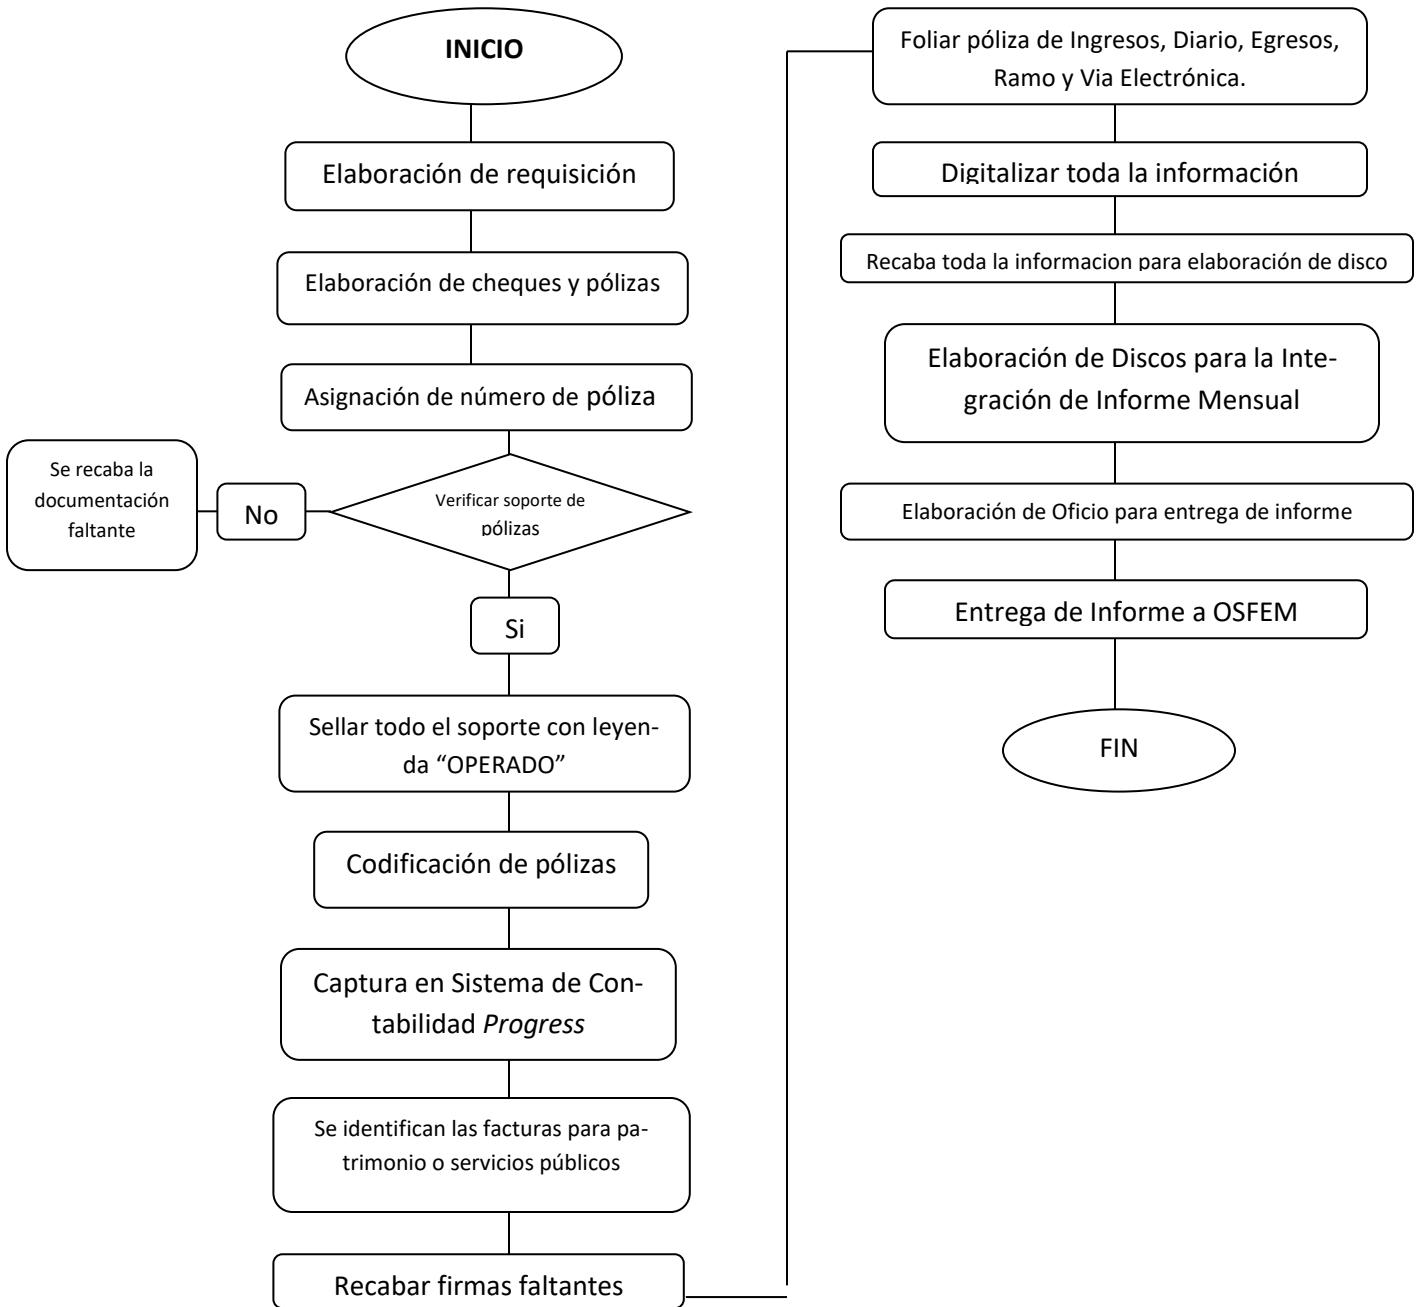 INICIO
Elaboración de requisición
Elaboración de cheques y pólizas
Asignación de número de póliza
Verificar soporte de
pólizas
No
Se recaba la
documentación
faltante
Si
Sellar todo el soporte con leyen-
da “OPERADO”
Codificación de pólizas
Captura en Sistema de Con-
tabilidad Progress
Se identifican las facturas para pa-
trimonio o servicios públicos
Recabar firmas faltantes
Foliar póliza de Ingresos, Diario, Egresos,
Ramo y Via Electrónica.
Digitalizar toda la información
Recaba toda la informacion para elaboración de disco
Elaboración de Discos para la Inte-
gración de Informe Mensual
Elaboración de Oficio para entrega de informe
Entrega de Informe a OSFEM
FIN